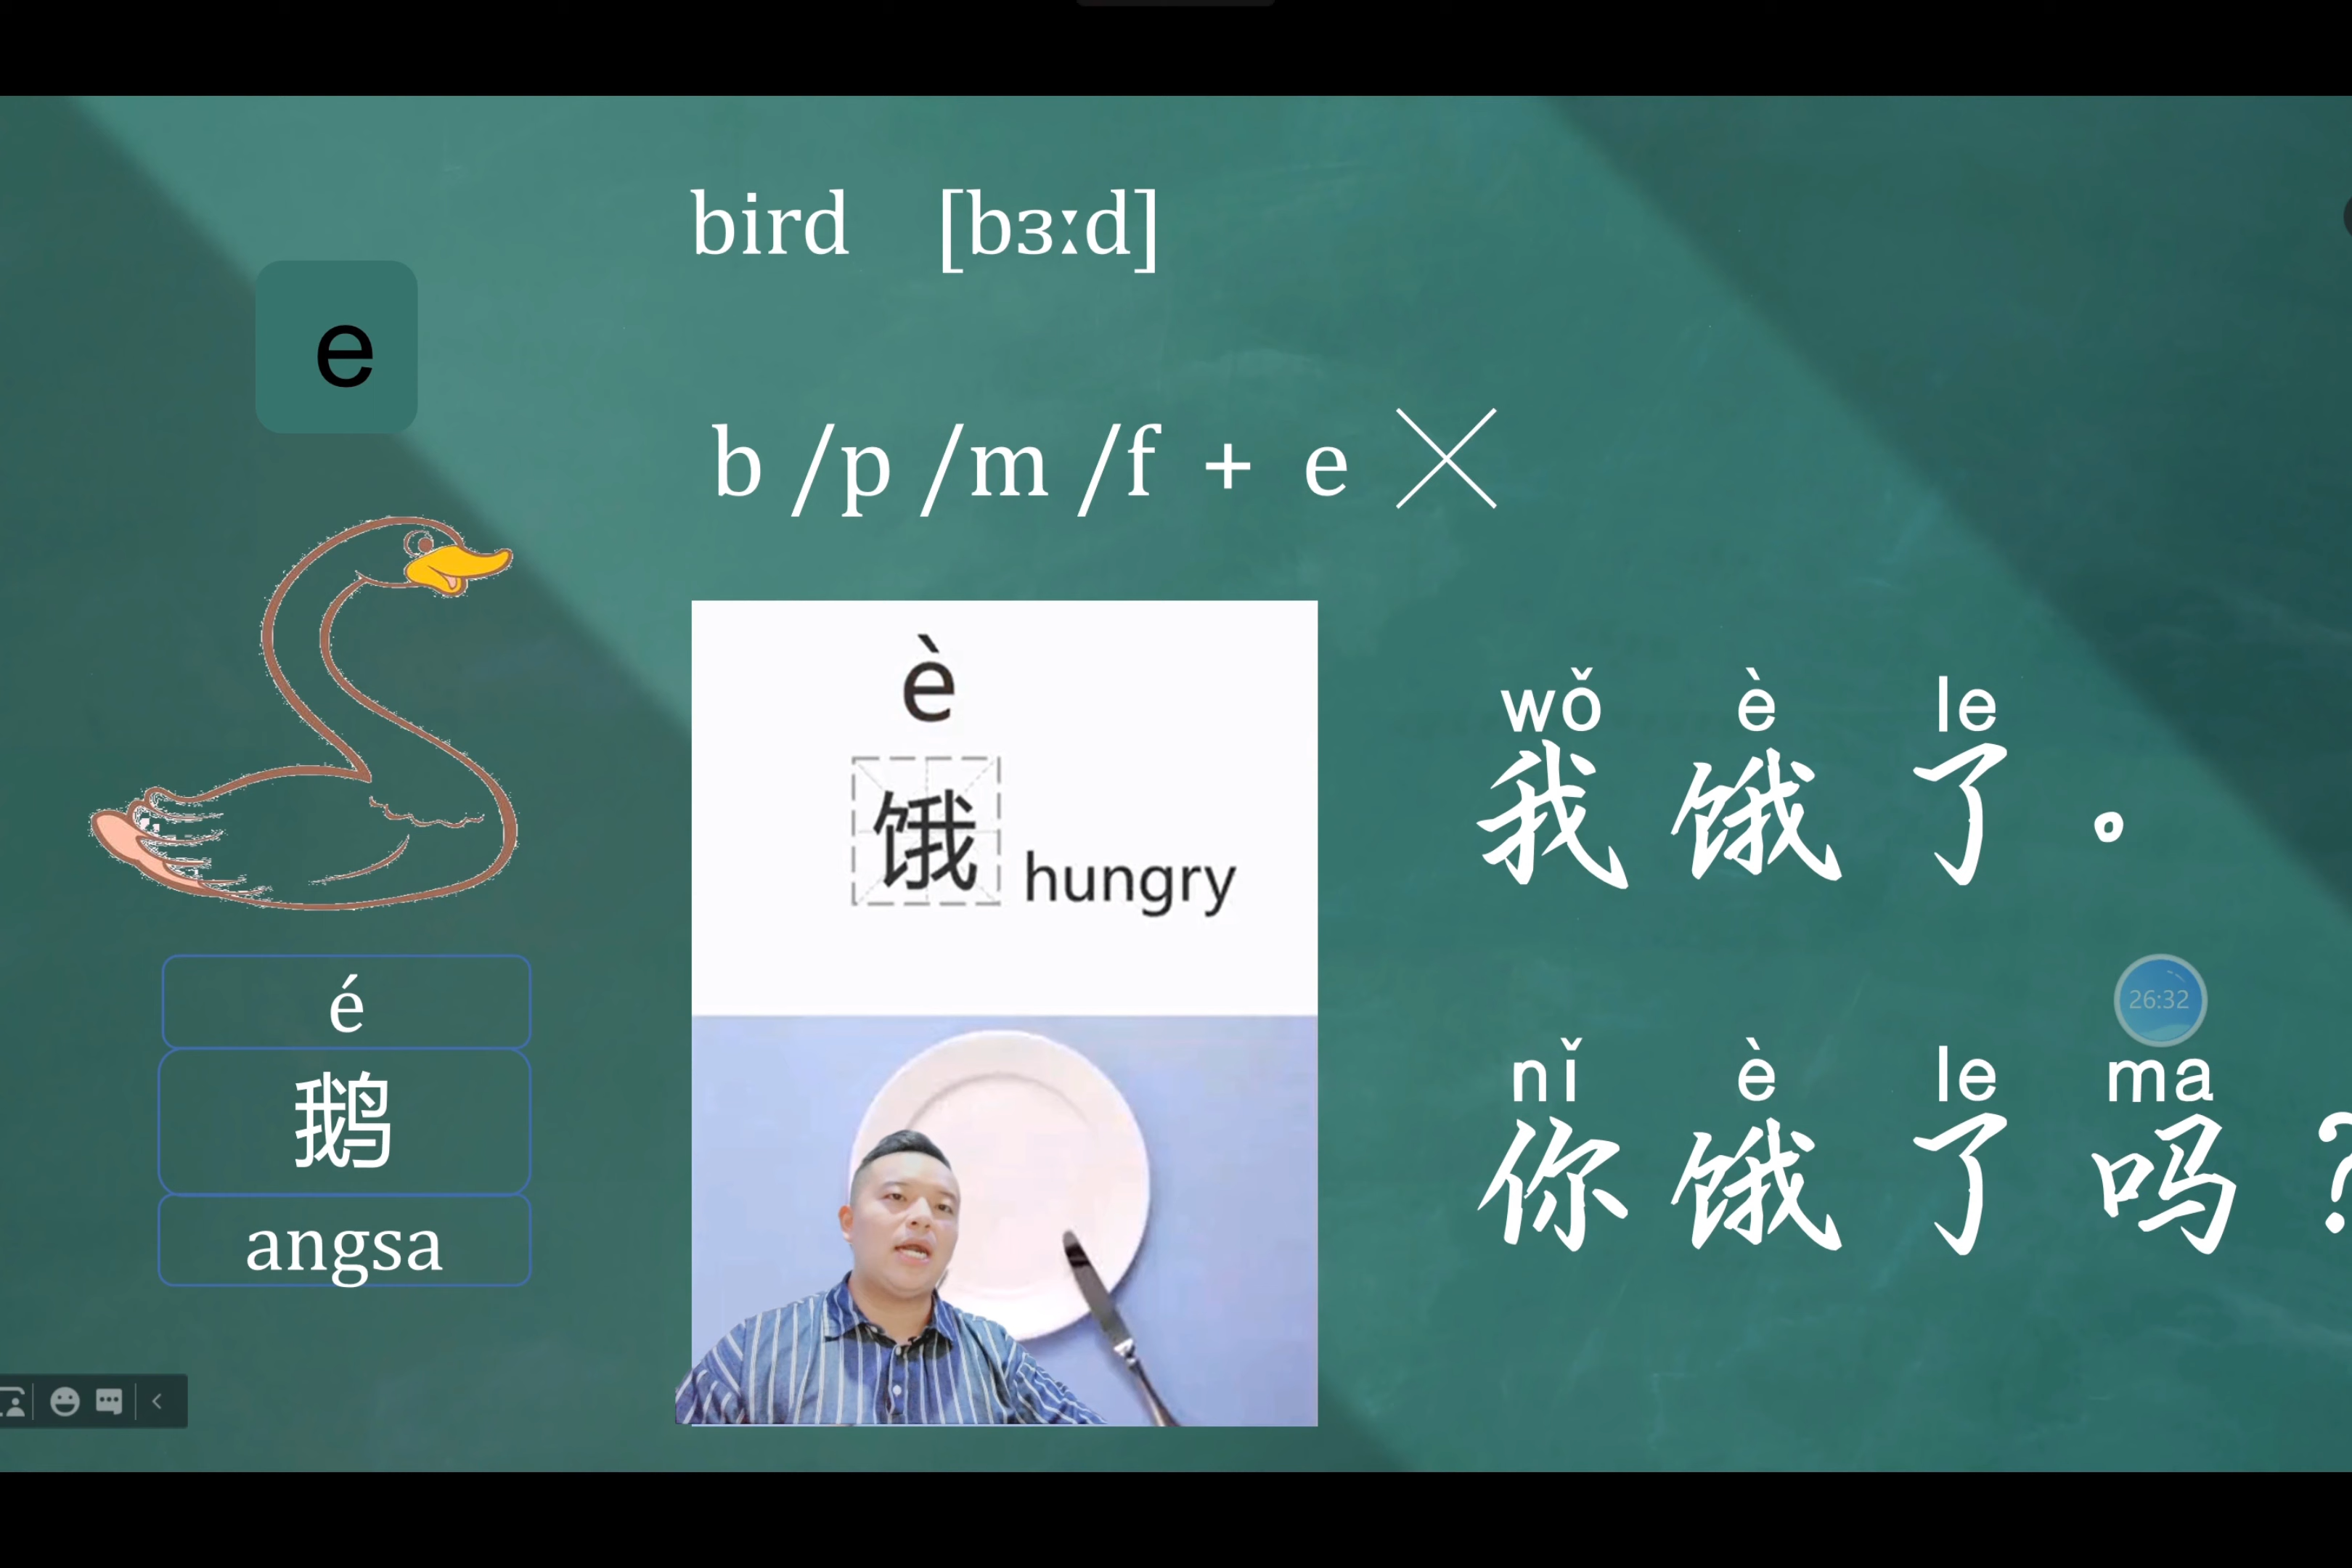 bird [bɜːd]
e
b /p /m /f + e
è
饿 hungry
wǒ è le
我 饿 了 。
26:32
nǐ è le ma
你 饿 了 吗 ?
é
鹅
angsa